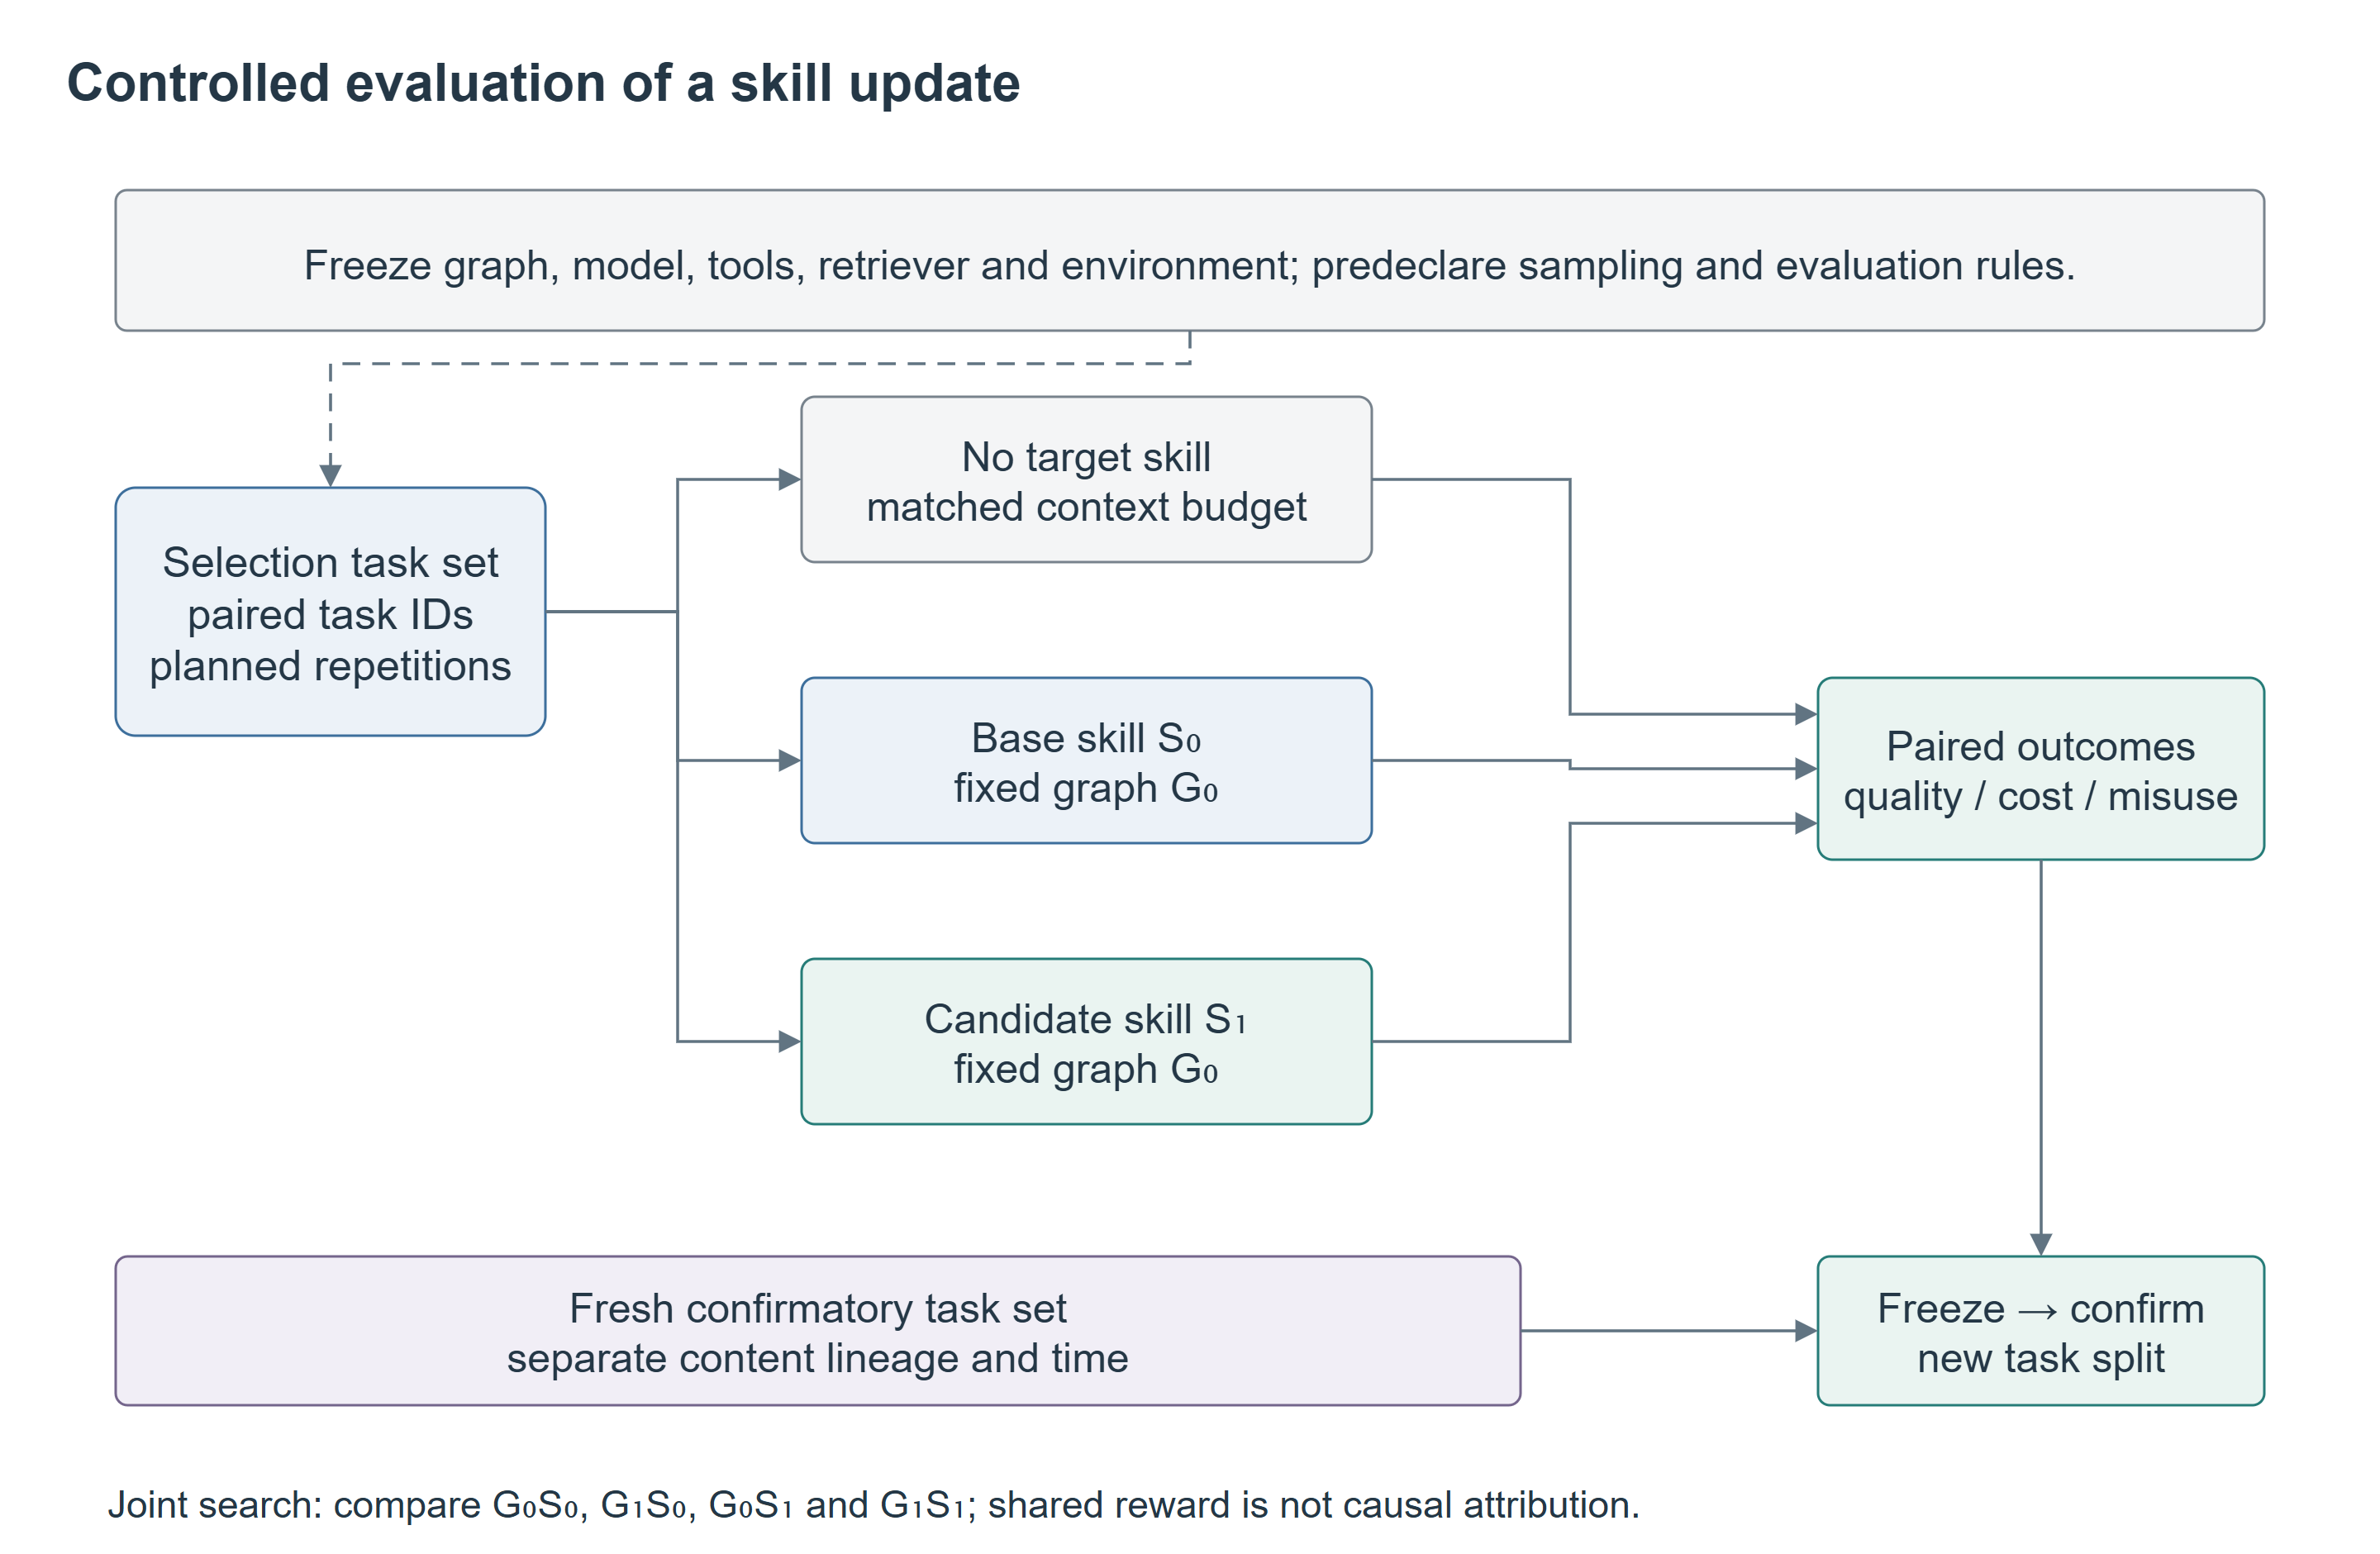 Controlled evaluation of a skill update
Freeze graph, model, tools, retriever and environment; predeclare sampling and evaluation rules.
No target skill
matched context budget
Selection task set
paired task IDs
planned repetitions
Base skill S₀
fixed graph G₀
Paired outcomes
quality / cost / misuse
Candidate skill S₁
fixed graph G₀
Fresh confirmatory task set
separate content lineage and time
Freeze → confirm
new task split
Joint search: compare G₀S₀, G₁S₀, G₀S₁ and G₁S₁; shared reward is not causal attribution.